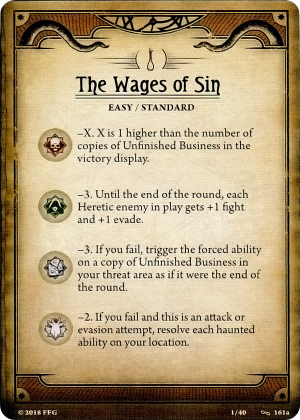 The Wages of Sin
EASY / STANDARD
–X. X is 1 higher than the number of
copies of Unfinished Business in the
victory display.
–3. Until the end of the round, each
Heretic enemy in play gets +1 fight
and +1 evade.
–3. If you fail, trigger the forced ability
on a copy of Unfinished Business in
your threat area as if it were the end
of the round.
–2. If you fail and this is an attack or
evasion attempt, resolve each haunted
ability on your location.
© 2018 FFG 1/40 161a